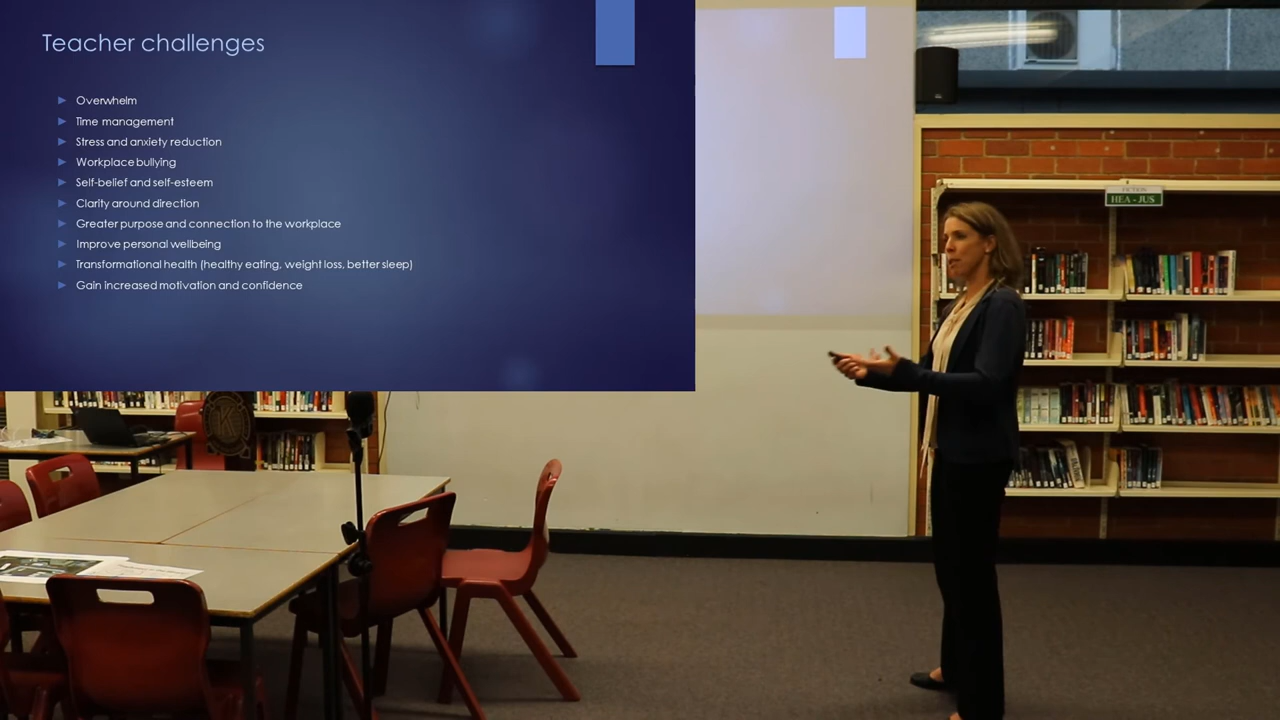 Teacher challenges
Overwhelm
Time management
Stress and anxiety reduction
Workplace bullying
Self-belief and self-esteem
Clarity around direction
Greater purpose and connection to the workplace
Improve personal wellbeing
Transformational health (healthy eating, weight loss, better sleep)
Gain increased motivation and confidence
FICTION
HEA - JUS